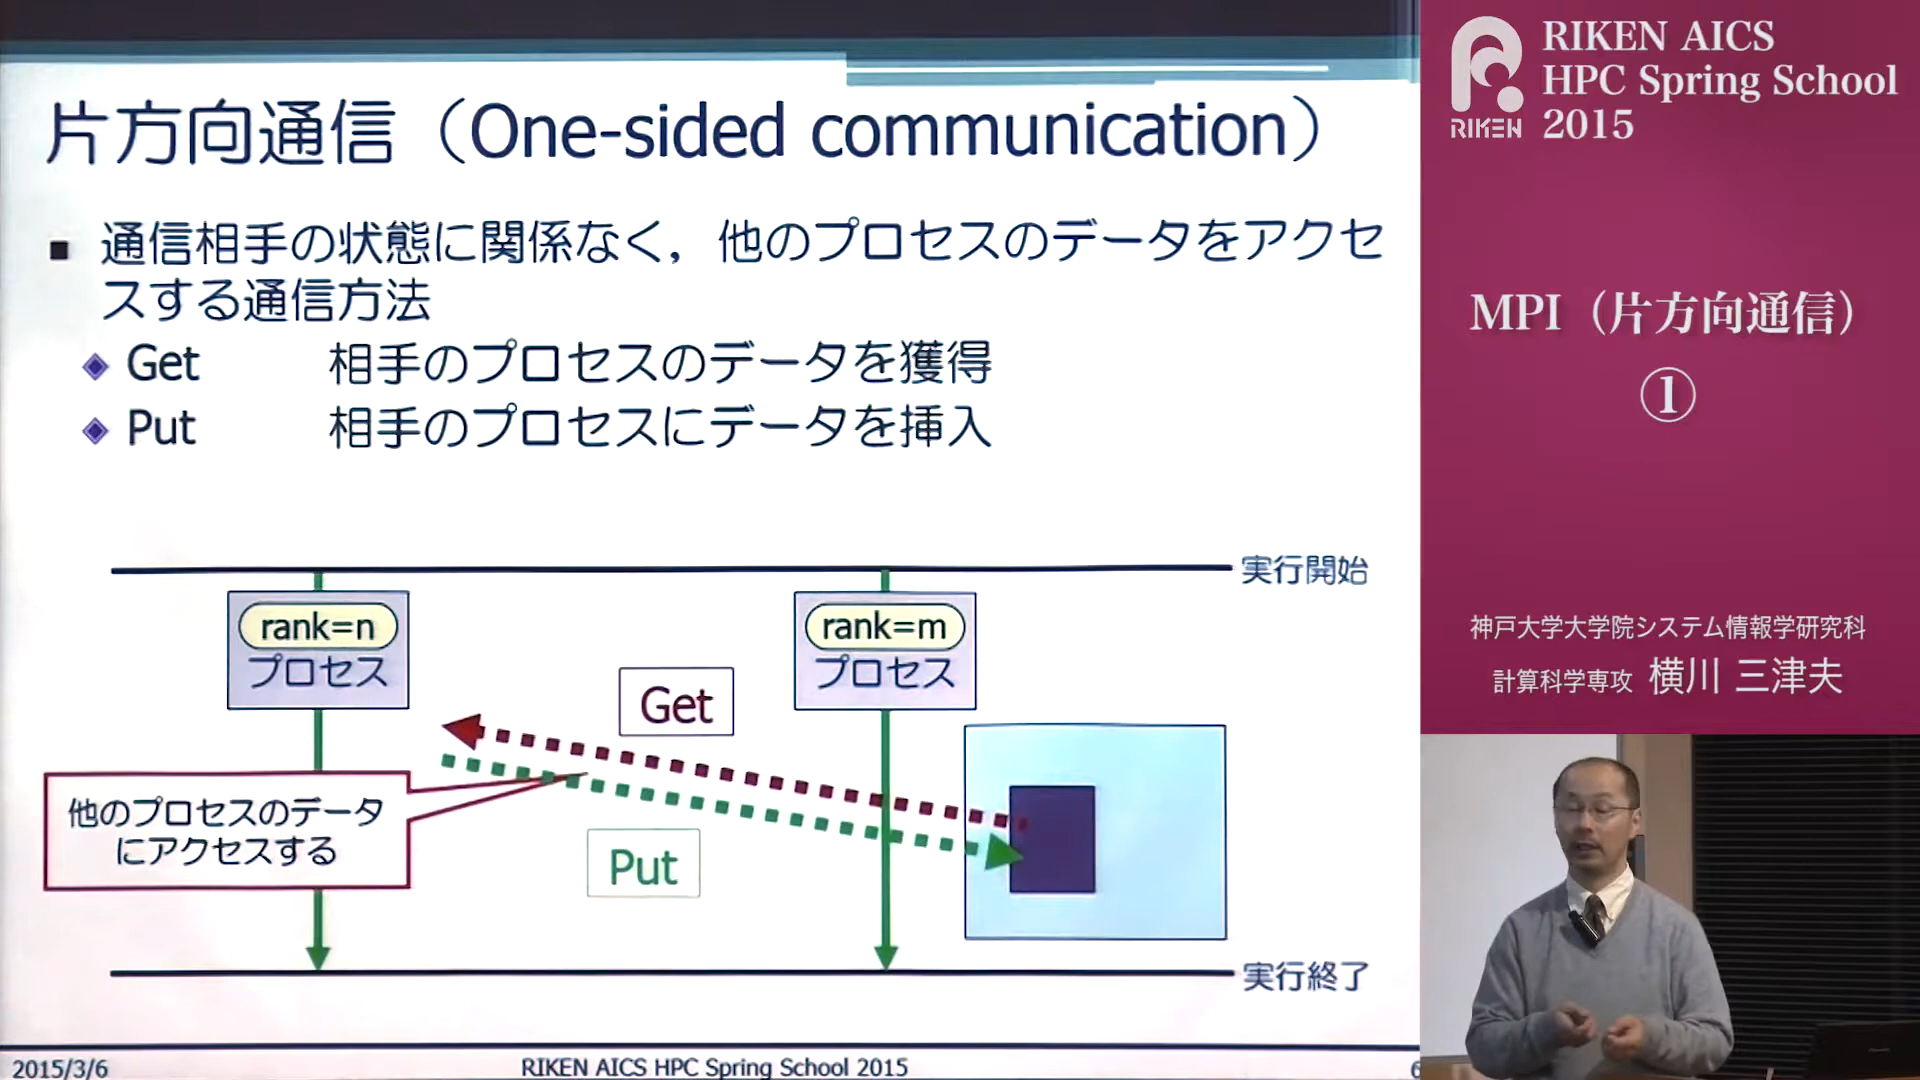 片方向通信（One-sided communication）
通信相手の状態に関係なく，他のプロセスのデータをアクセ
スする通信方法
Get 相手のプロセスのデータを獲得
Put 相手のプロセスにデータを挿入
実行開始
rank=n
プロセス
rank=m
プロセス
Get
他のプロセスのデータ
にアクセスする
Put
実行終了
2015/3/6
RIKEN AICS HPC Spring School 2015
6
RIKEN
RIKEN AICS
HPC Spring School
2015
MPI（片方向通信）
①
神戸大学大学院システム情報学研究科
計算科学専攻 横川 三津夫